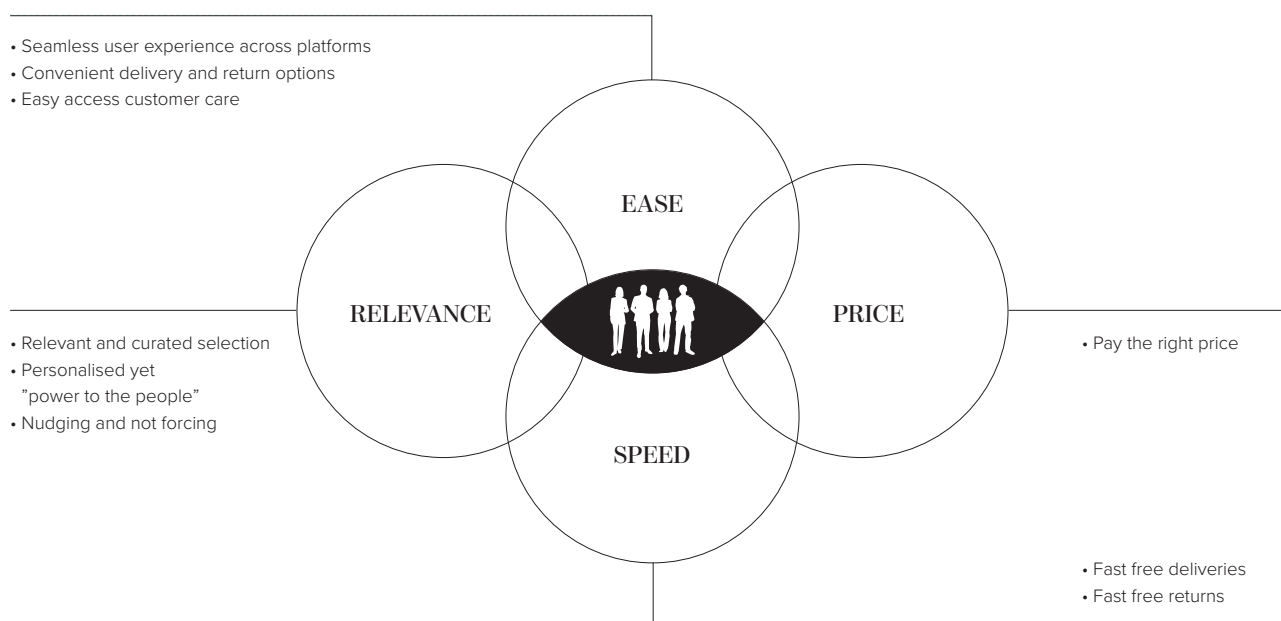 • Seamless user experience across platforms
• Convenient delivery and return options
• Easy access customer care
EASE
RELEVANCE
PRICE
• Relevant and curated selection
• Personalised yet
”power to the people”
• Nudging and not forcing
• Pay the right price
SPEED
• Fast free deliveries
• Fast free returns